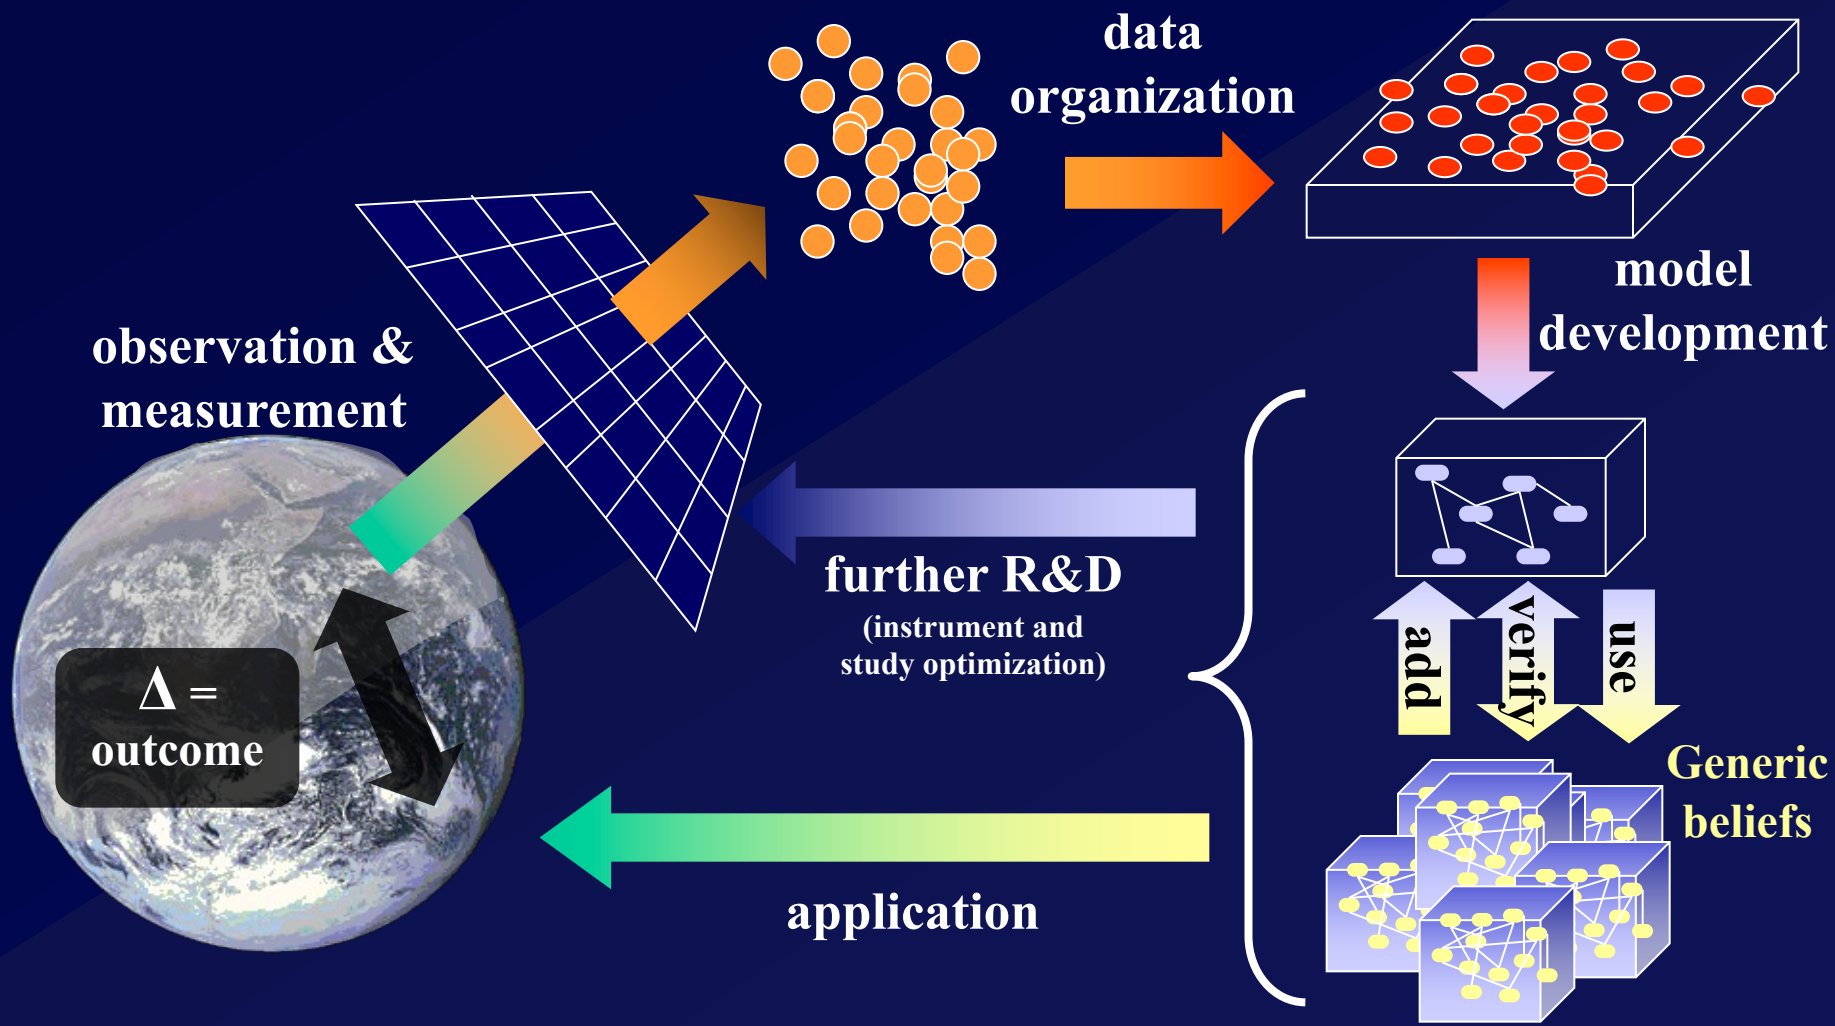 data
organization
model
development
observation &
measurement
further R&D
(instrument and
study optimization)
add
verify
use
Δ =
outcome
Generic
beliefs
application